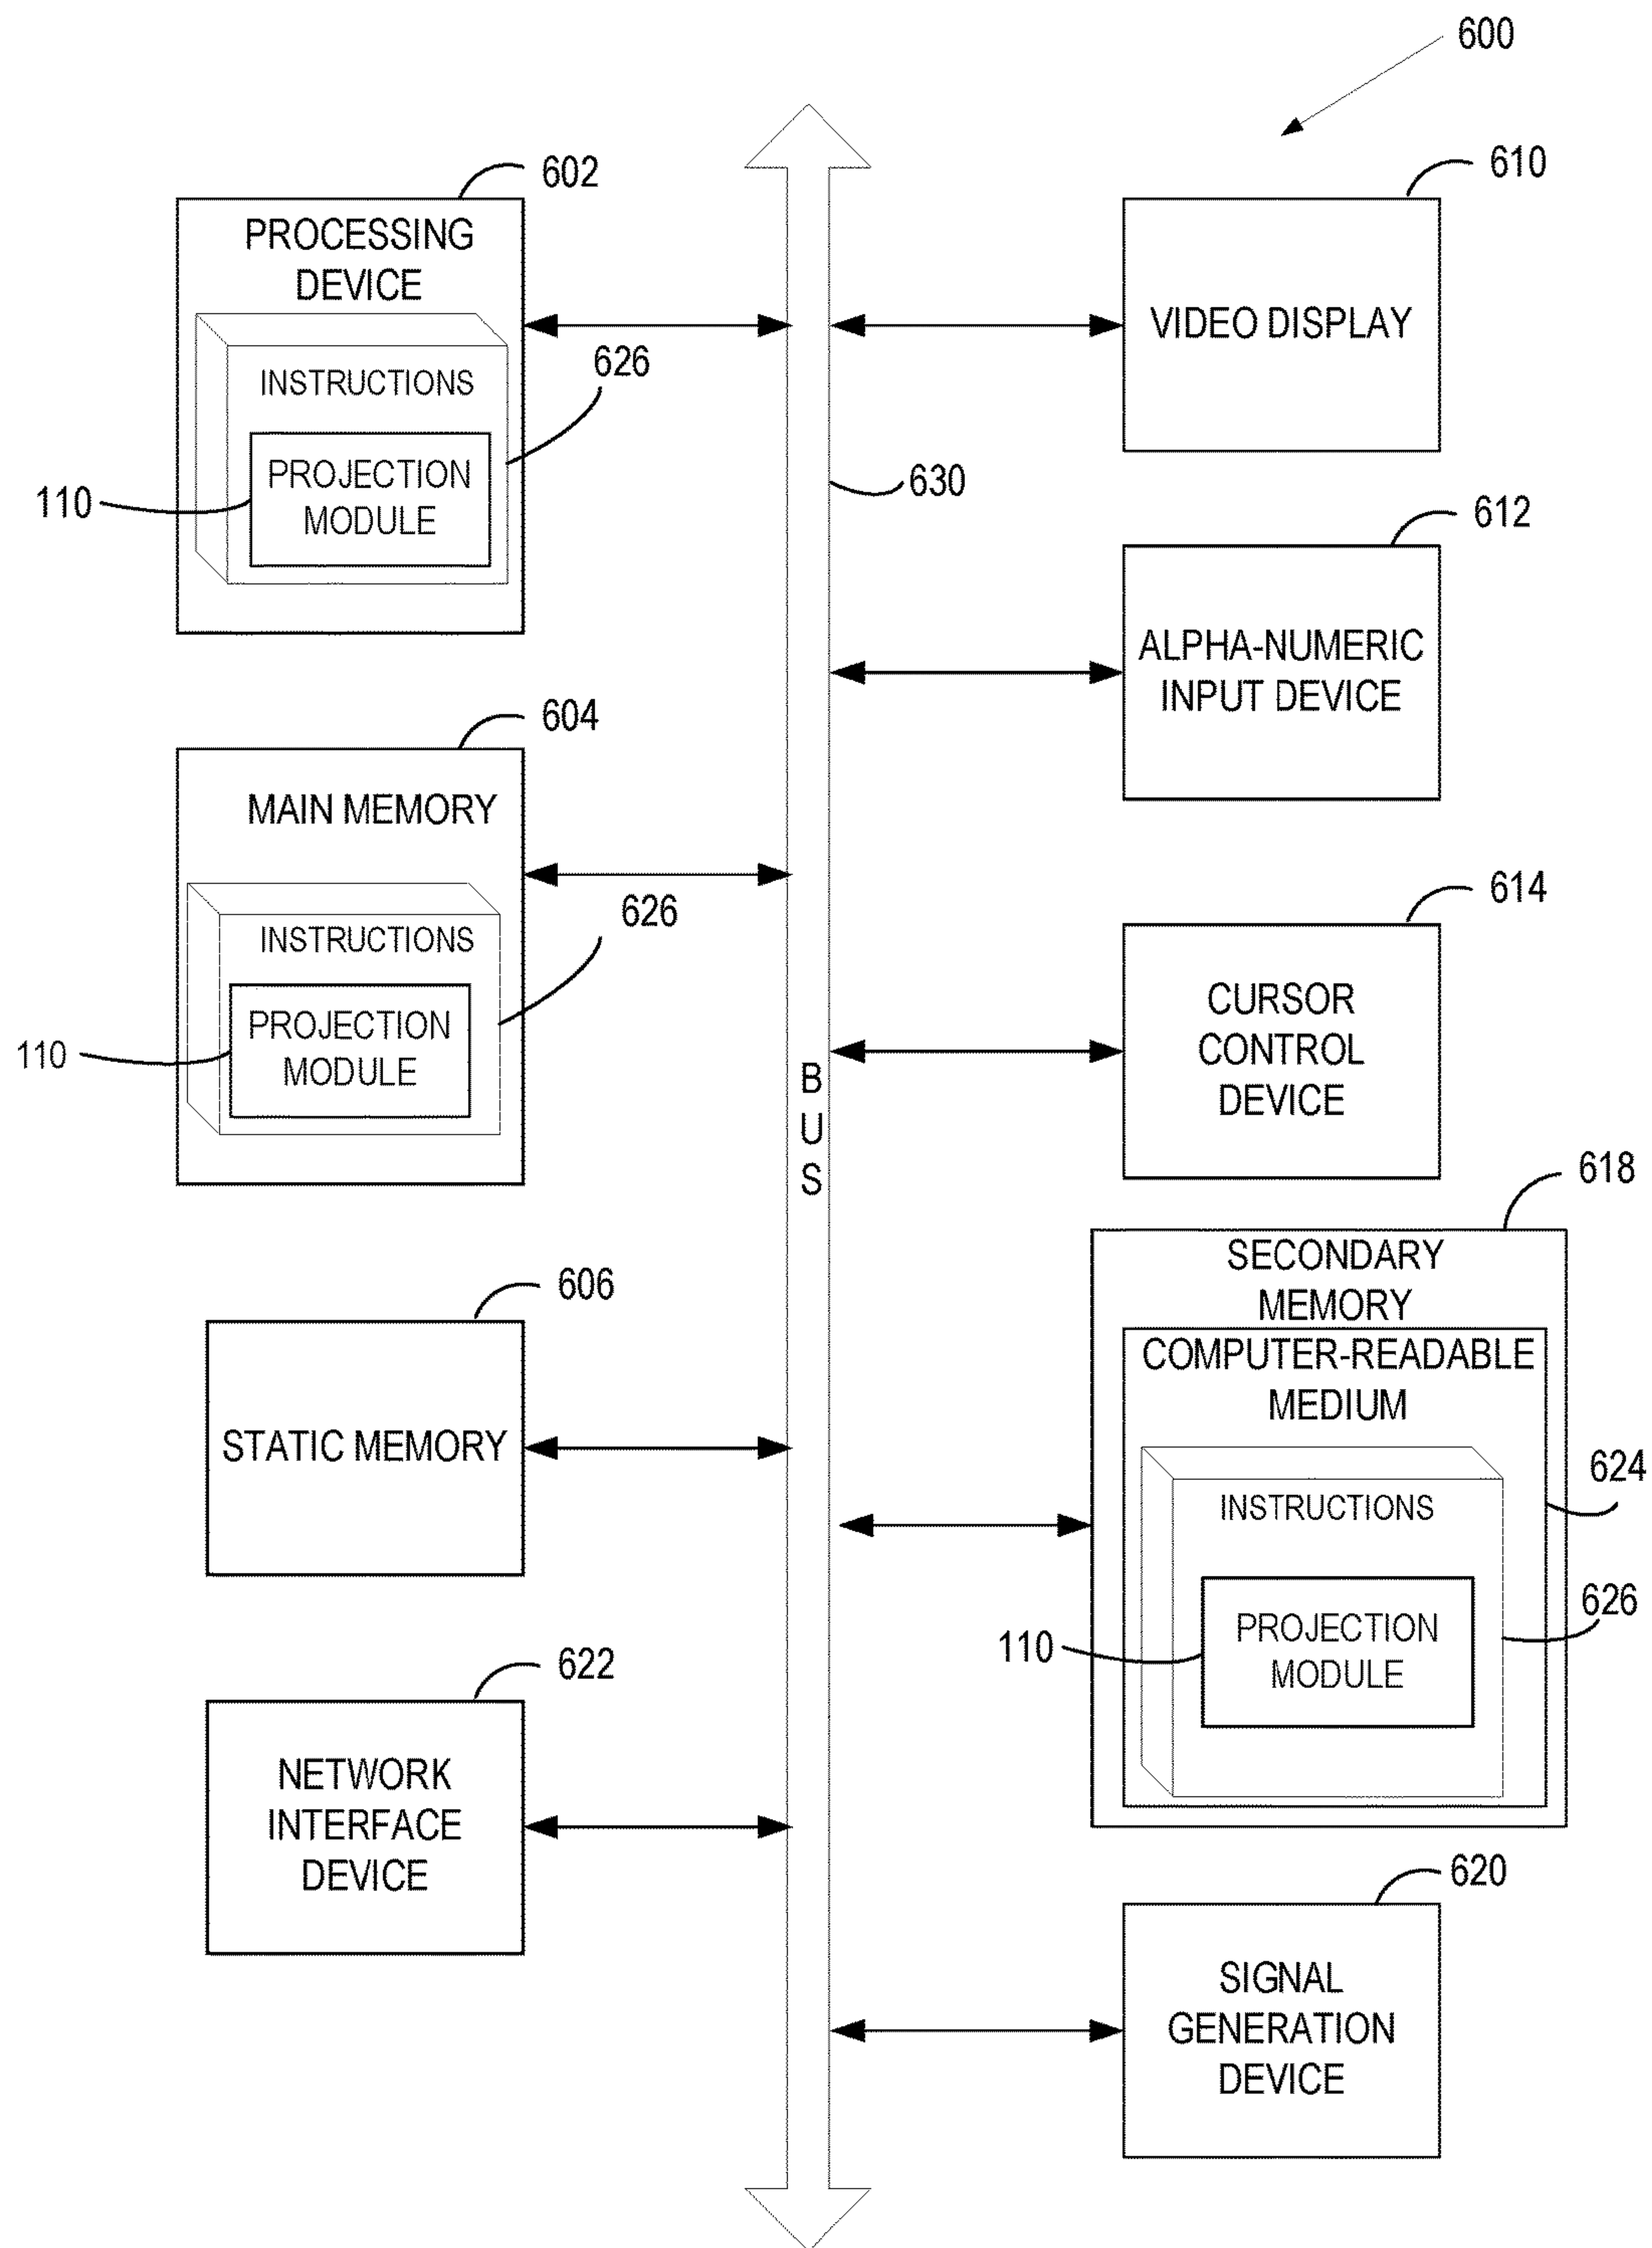 600
602
PROCESSING
DEVICE
INSTRUCTIONS
626
PROJECTION
MODULE
110
604
MAIN MEMORY
INSTRUCTIONS
626
PROJECTION
MODULE
110
606
STATIC MEMORY
622
NETWORK
INTERFACE
DEVICE
630
B
U
S
610
VIDEO DISPLAY
612
ALPHA-NUMERIC
INPUT DEVICE
614
CURSOR
CONTROL
DEVICE
618
SECONDARY
MEMORY
COMPUTER-READABLE
MEDIUM
624
INSTRUCTIONS
626
PROJECTION
MODULE
110
620
SIGNAL
GENERATION
DEVICE